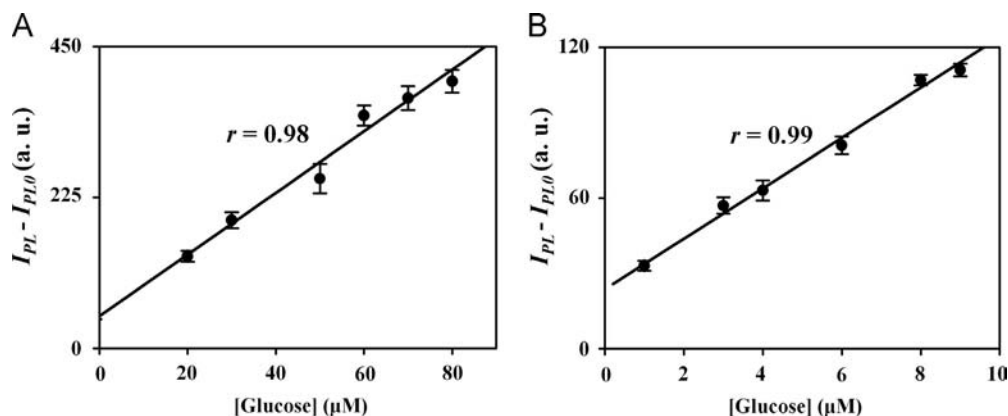 A
450
225
0
I_PL - I_PL0 (a. u.)
r = 0.98
0 20 40 60 80
[Glucose] (µM)
B
120
60
0
I_PL - I_PL0 (a. u.)
r = 0.99
0 2 4 6 8 10
[Glucose] (µM)